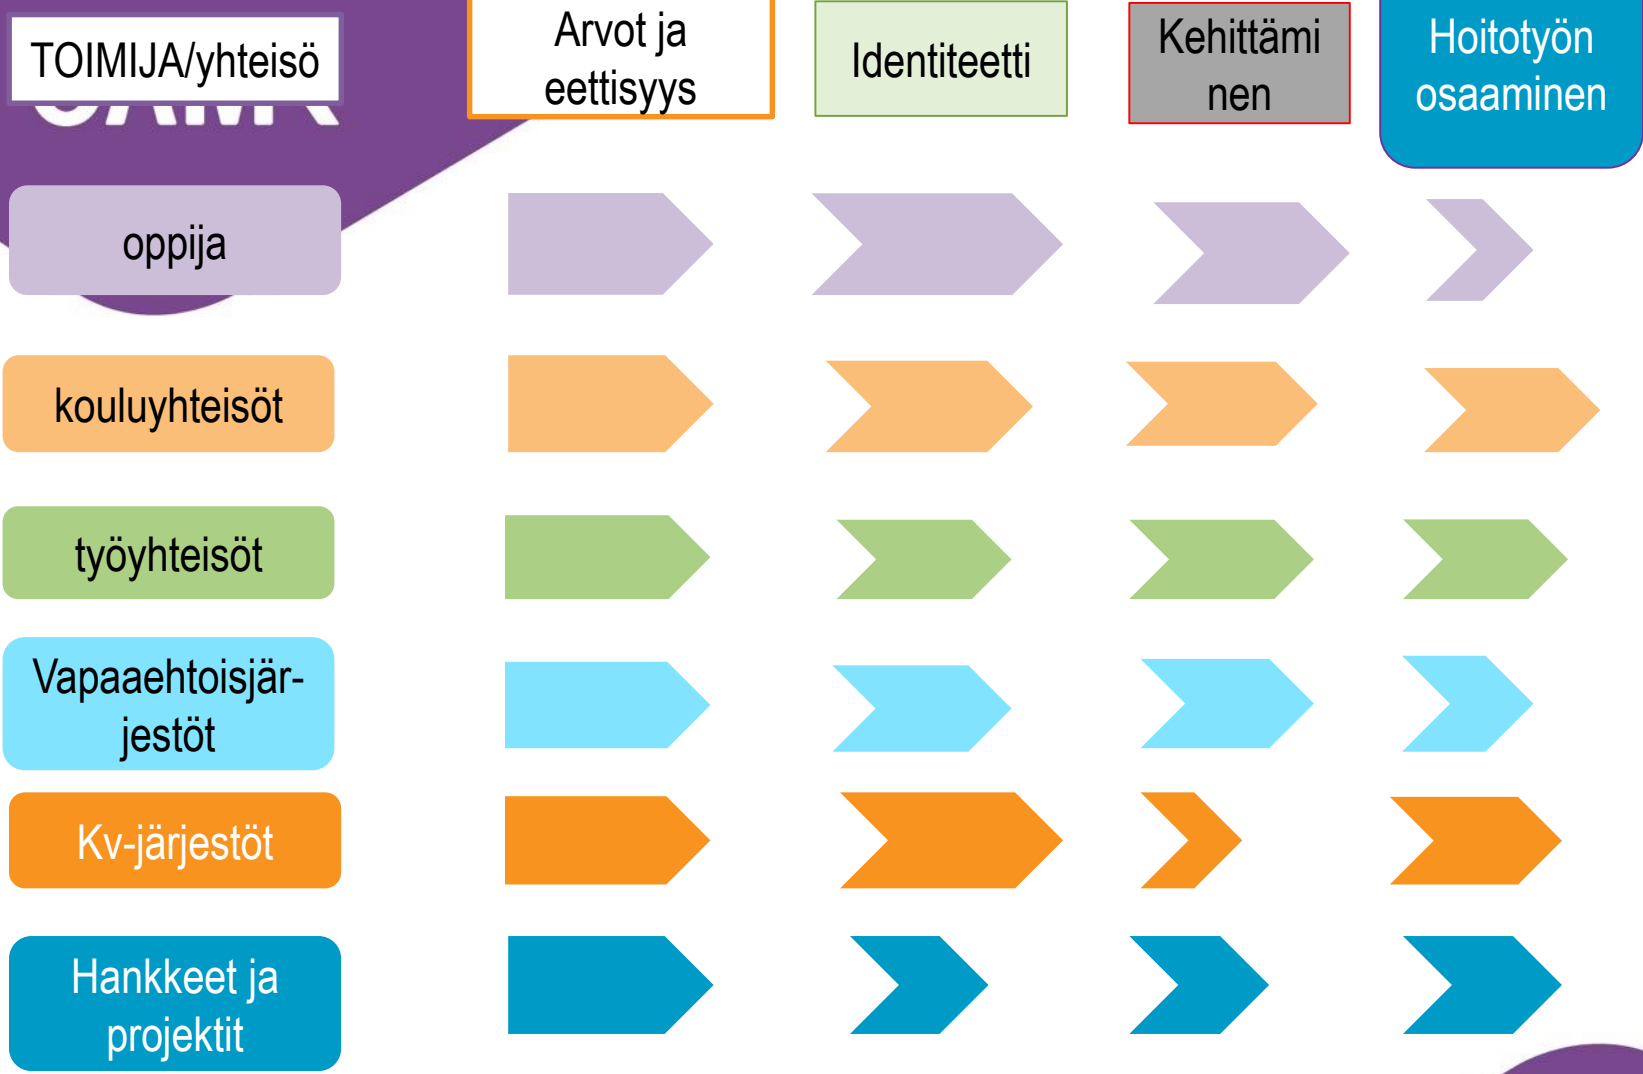 TOIMIJA/yhteisö
Arvot ja
eettisyys
Identiteetti
Kehittämi
nen
Hoitotyön
osaaminen
oppija
kouluyhteisöt
työyhteisöt
Vapaaehtoisjär-
jestöt
Kv-järjestöt
Hankkeet ja
projektit